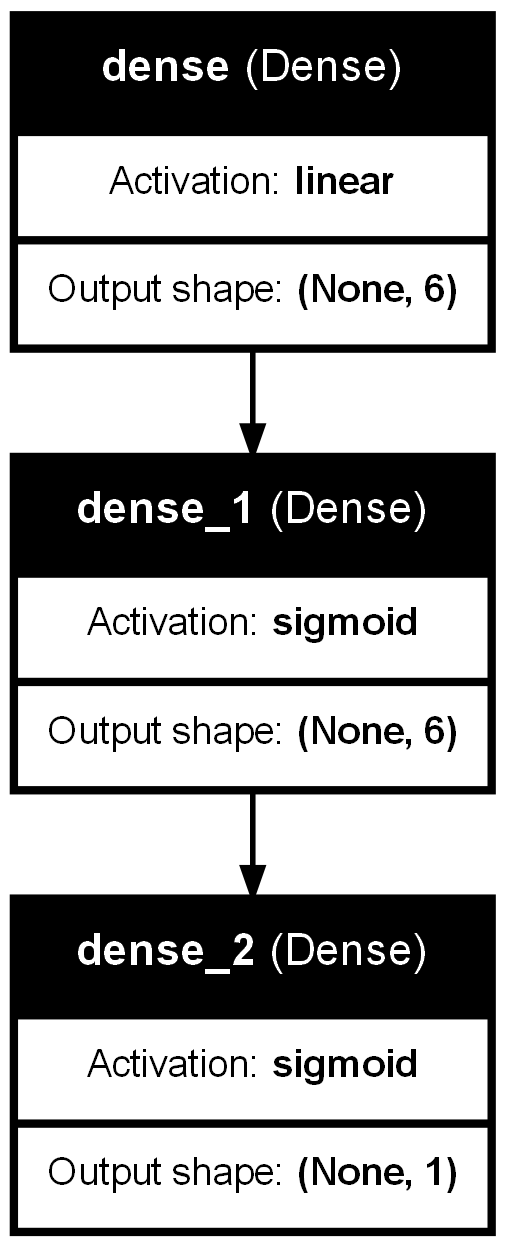 dense (Dense)
Activation: linear
Output shape: (None, 6)
dense_1 (Dense)
Activation: sigmoid
Output shape: (None, 6)
dense_2 (Dense)
Activation: sigmoid
Output shape: (None, 1)